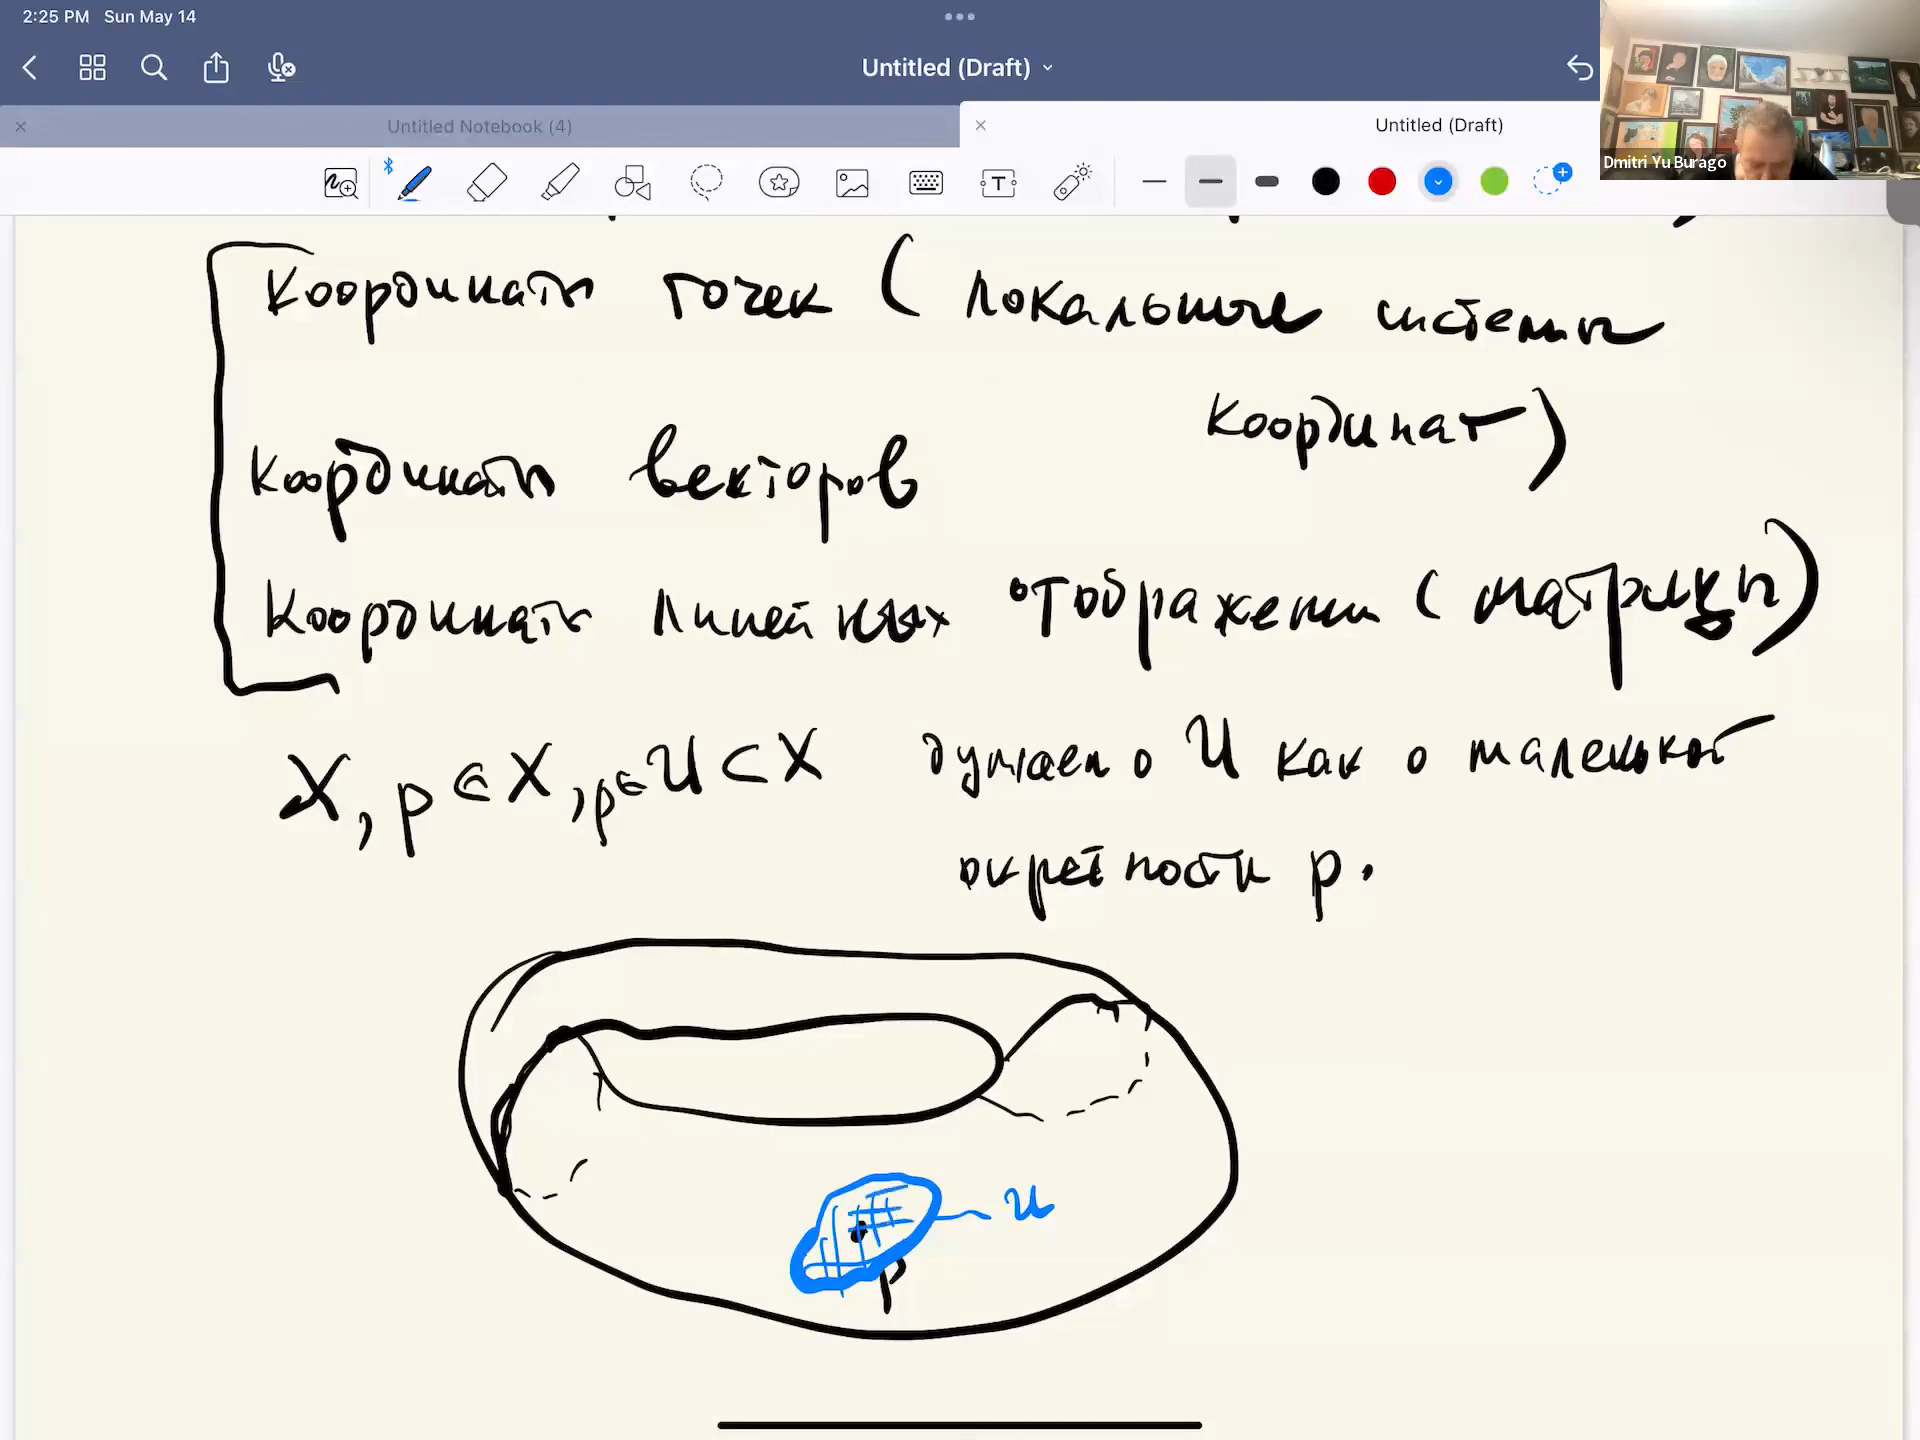 2:25 PM Sun May 14
Untitled (Draft)
Untitled Notebook (4)
Untitled (Draft)
Dmitri Yu Burago
T
Координаты точек (локальные системы
координат)
Координаты векторов
Координаты линейных отображени (матрицы)
X, p ∈ X, p ∈ U ⊂ X думаем о U как о маленькой
окрестности p.
U
p